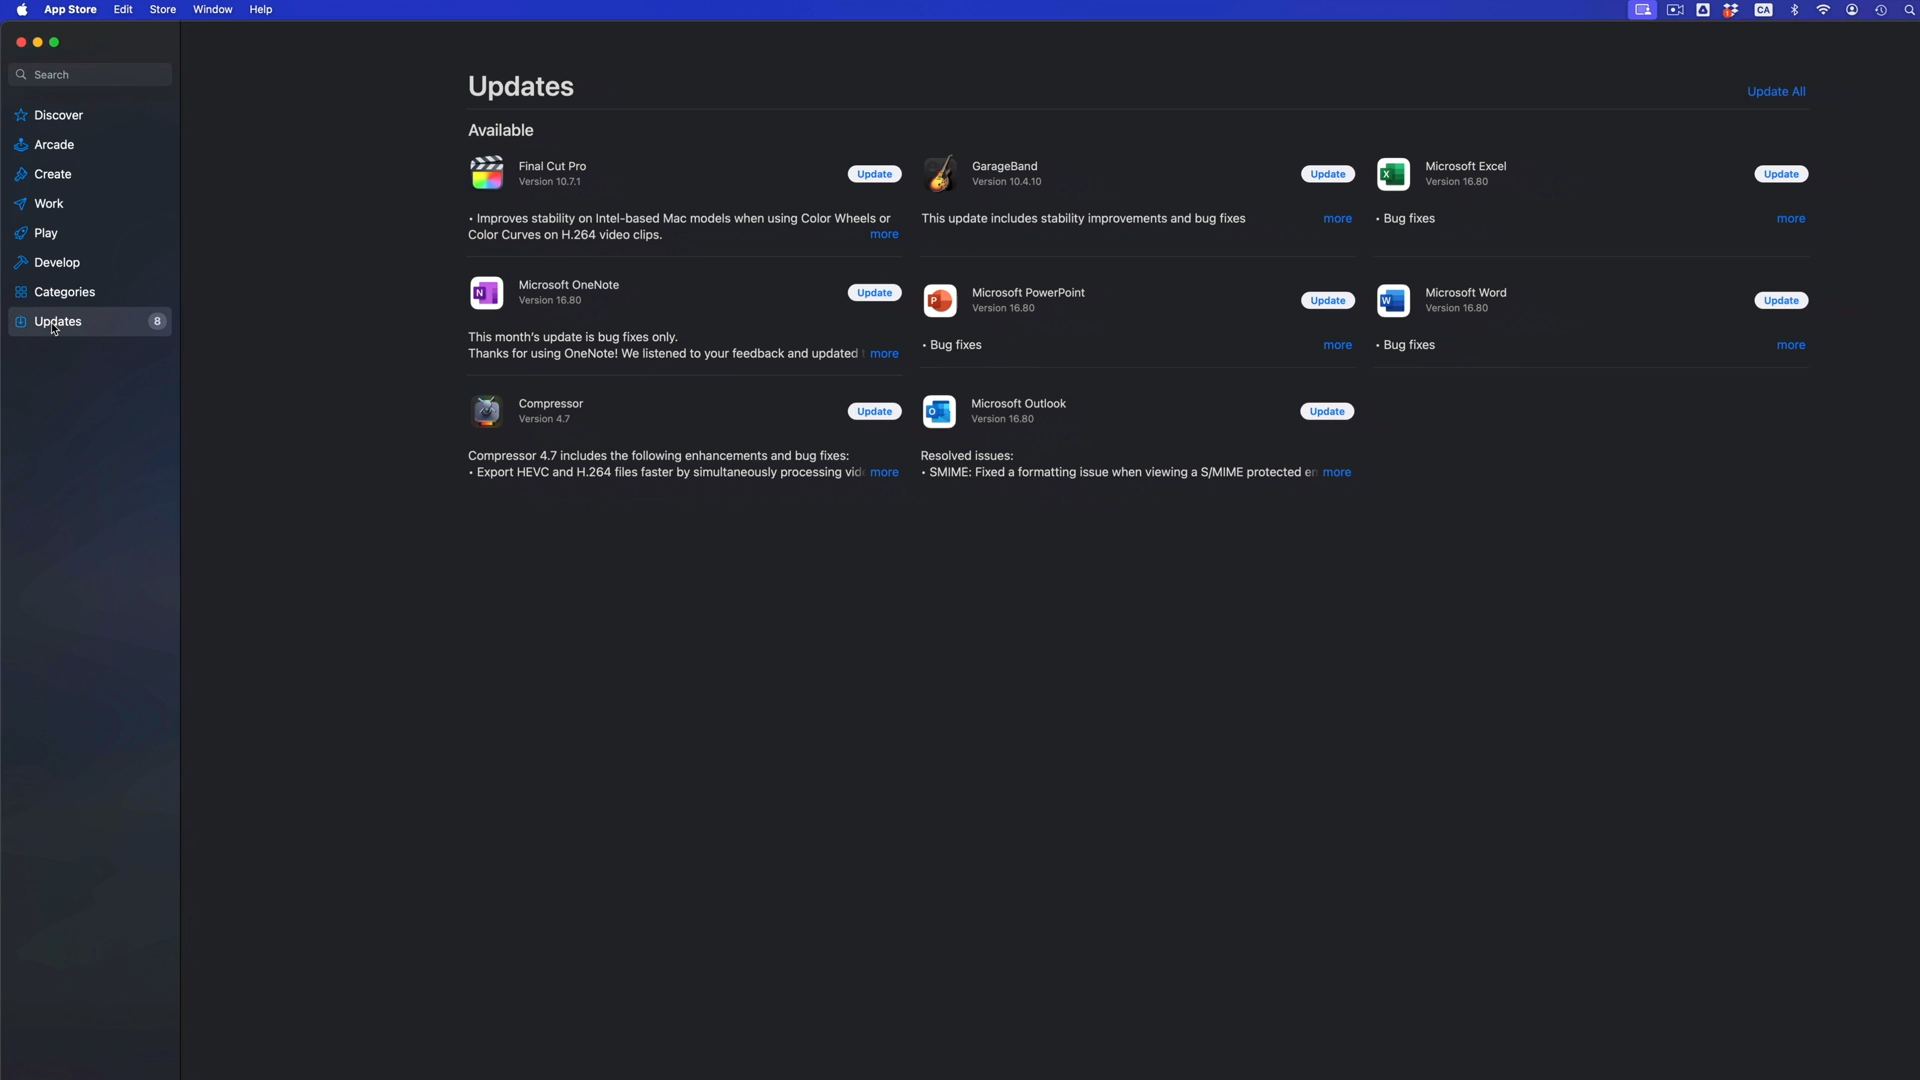 App Store Edit Store Window Help
CA
Search
Discover
Arcade
Create
Work
Play
Develop
Categories
Updates 8
Updates
Update All
Available
Final Cut Pro
Version 10.7.1
Update
• Improves stability on Intel-based Mac models when using Color Wheels or
Color Curves on H.264 video clips.
more
GarageBand
Version 10.4.10
Update
This update includes stability improvements and bug fixes
more
Microsoft Excel
Version 16.80
Update
• Bug fixes
more
Microsoft OneNote
Version 16.80
Update
This month's update is bug fixes only.
Thanks for using OneNote! We listened to your feedback and updated
more
Microsoft PowerPoint
Version 16.80
Update
• Bug fixes
more
Microsoft Word
Version 16.80
Update
• Bug fixes
more
Compressor
Version 4.7
Update
Compressor 4.7 includes the following enhancements and bug fixes:
• Export HEVC and H.264 files faster by simultaneously processing
more
Microsoft Outlook
Version 16.80
Update
Resolved issues:
• SMIME: Fixed a formatting issue when viewing a S/MIME protected
more